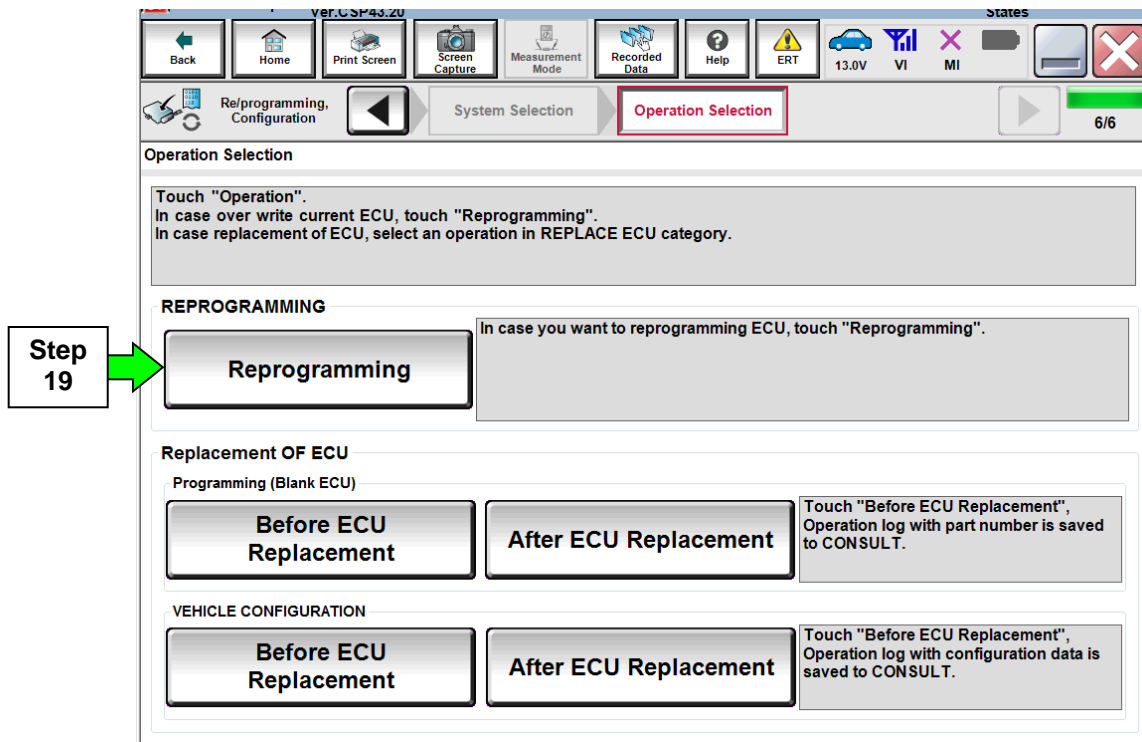 Ver.CSP43.20
States
Back
Home
Print Screen
Screen
Capture
Measurement
Mode
Recorded
Data
Help
ERT
13.0V
VI
MI
Re/programming,
Configuration
System Selection
Operation Selection
6/6
Operation Selection
Touch "Operation".
In case over write current ECU, touch "Reprogramming".
In case replacement of ECU, select an operation in REPLACE ECU category.
REPROGRAMMING
Step
19
Reprogramming
In case you want to reprogramming ECU, touch "Reprogramming".
Replacement OF ECU
Programming (Blank ECU)
Before ECU
Replacement
After ECU Replacement
Touch "Before ECU Replacement",
Operation log with part number is saved
to CONSULT.
VEHICLE CONFIGURATION
Before ECU
Replacement
After ECU Replacement
Touch "Before ECU Replacement",
Operation log with configuration data is
saved to CONSULT.